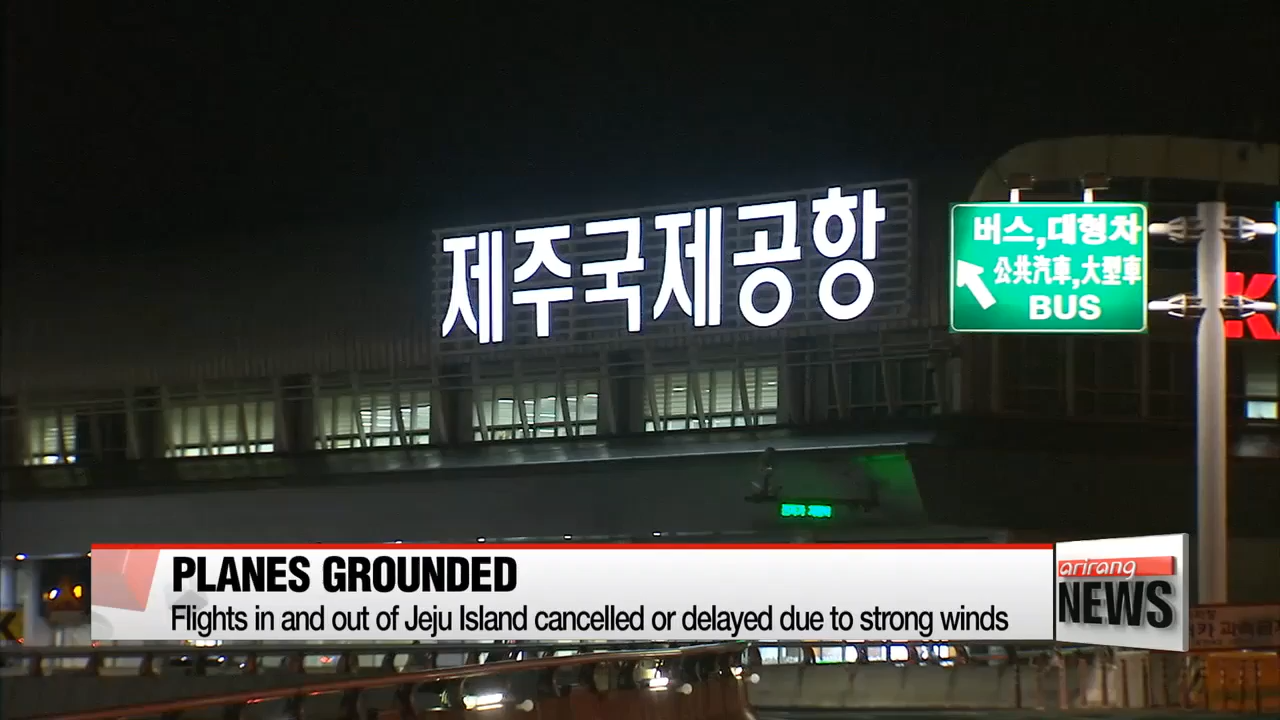 제주국제공항
버스,대형차
公共汽車,大型車
BUS
K
PLANES GROUNDED
Flights in and out of Jeju Island cancelled or delayed due to strong winds
arirang
NEWS